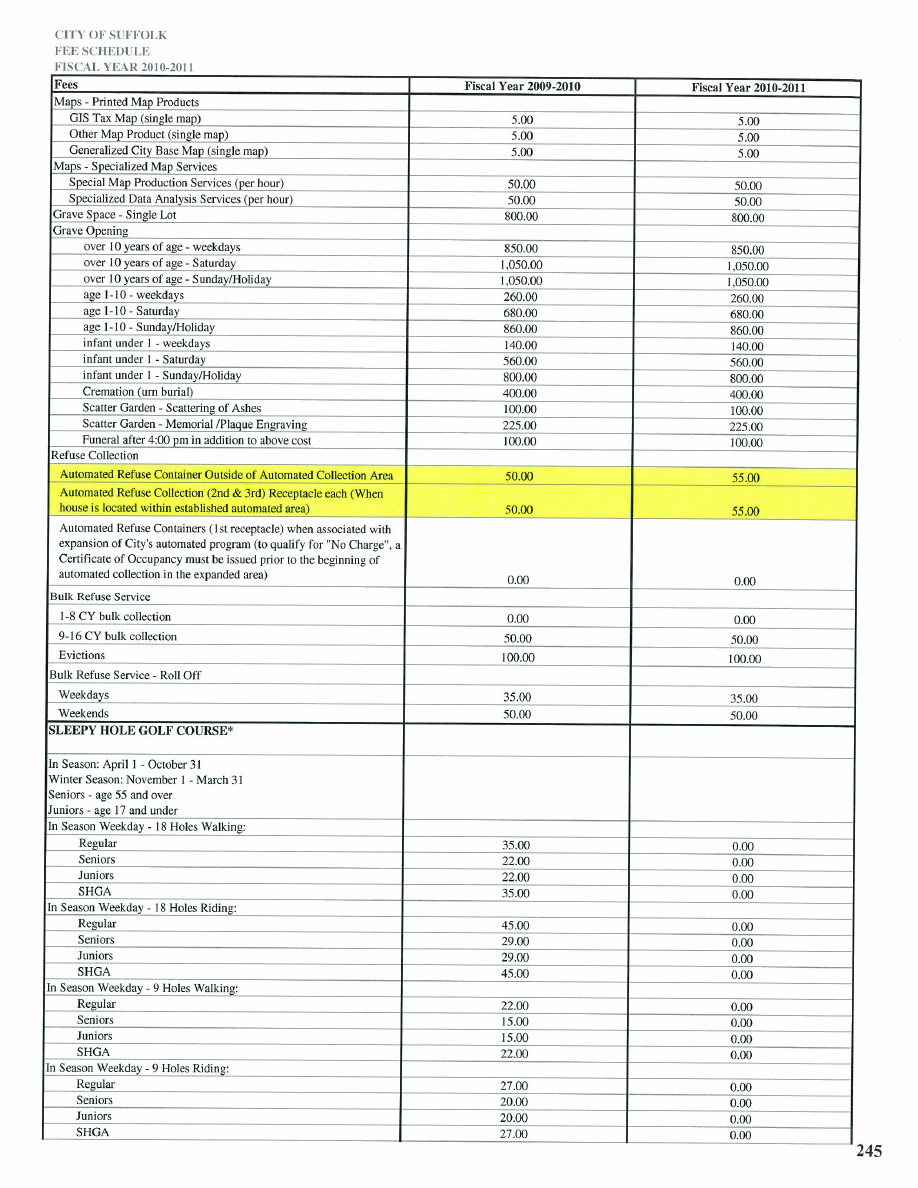 CITY OF SUFFOLK
FEE SCHEDULE
FISCAL YEAR 2010-2011
Fees Fiscal Year 2009-2010 Fiscal Year 2010-2011
Maps - Printed Map Products
GIS Tax Map (single map) 5.00 5.00
Other Map Product (single map) 5.00 5.00
Generalized City Base Map (single map) 5.00 5.00
Maps - Specialized Map Services
Special Map Production Services (per hour) 50.00 50.00
Specialized Data Analysis Services (per hour) 50.00 50.00
Grave Space - Single Lot 800.00 800.00
Grave Opening
over 10 years of age - weekdays 850.00 850.00
over 10 years of age - Saturday 1,050.00 1,050.00
over 10 years of age - Sunday/Holiday 1,050.00 1,050.00
age 1-10 - weekdays 260.00 260.00
age 1-10 - Saturday 680.00 680.00
age 1-10 - Sunday/Holiday 860.00 860.00
infant under 1 - weekdays 140.00 140.00
infant under 1 - Saturday 560.00 560.00
infant under 1 - Sunday/Holiday 800.00 800.00
Cremation (urn burial) 400.00 400.00
Scatter Garden - Scattering of Ashes 100.00 100.00
Scatter Garden - Memorial /Plaque Engraving 225.00 225.00
Funeral after 4:00 pm in addition to above cost 100.00 100.00
Refuse Collection
Automated Refuse Container Outside of Automated Collection Area 50.00 55.00
Automated Refuse Collection (2nd & 3rd) Receptacle each (When
house is located within established automated area) 50.00 55.00
Automated Refuse Containers (1st receptacle) when associated with
expansion of City's automated program (to qualify for "No Charge", a
Certificate of Occupancy must be issued prior to the beginning of
automated collection in the expanded area) 0.00 0.00
Bulk Refuse Service
1-8 CY bulk collection 0.00 0.00
9-16 CY bulk collection 50.00 50.00
Evictions 100.00 100.00
Bulk Refuse Service - Roll Off
Weekdays 35.00 35.00
Weekends 50.00 50.00
SLEEPY HOLE GOLF COURSE*
In Season: April 1 - October 31
Winter Season: November 1 - March 31
Seniors - age 55 and over
Juniors - age 17 and under
In Season Weekday - 18 Holes Walking:
Regular 35.00 0.00
Seniors 22.00 0.00
Juniors 22.00 0.00
SHGA 35.00 0.00
In Season Weekday - 18 Holes Riding:
Regular 45.00 0.00
Seniors 29.00 0.00
Juniors 29.00 0.00
SHGA 45.00 0.00
In Season Weekday - 9 Holes Walking:
Regular 22.00 0.00
Seniors 15.00 0.00
Juniors 15.00 0.00
SHGA 22.00 0.00
In Season Weekday - 9 Holes Riding:
Regular 27.00 0.00
Seniors 20.00 0.00
Juniors 20.00 0.00
SHGA 27.00 0.00
245